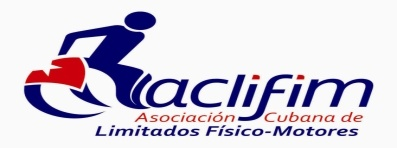 aclifim
Asociación Cubana de
Limitados Físico-Motores